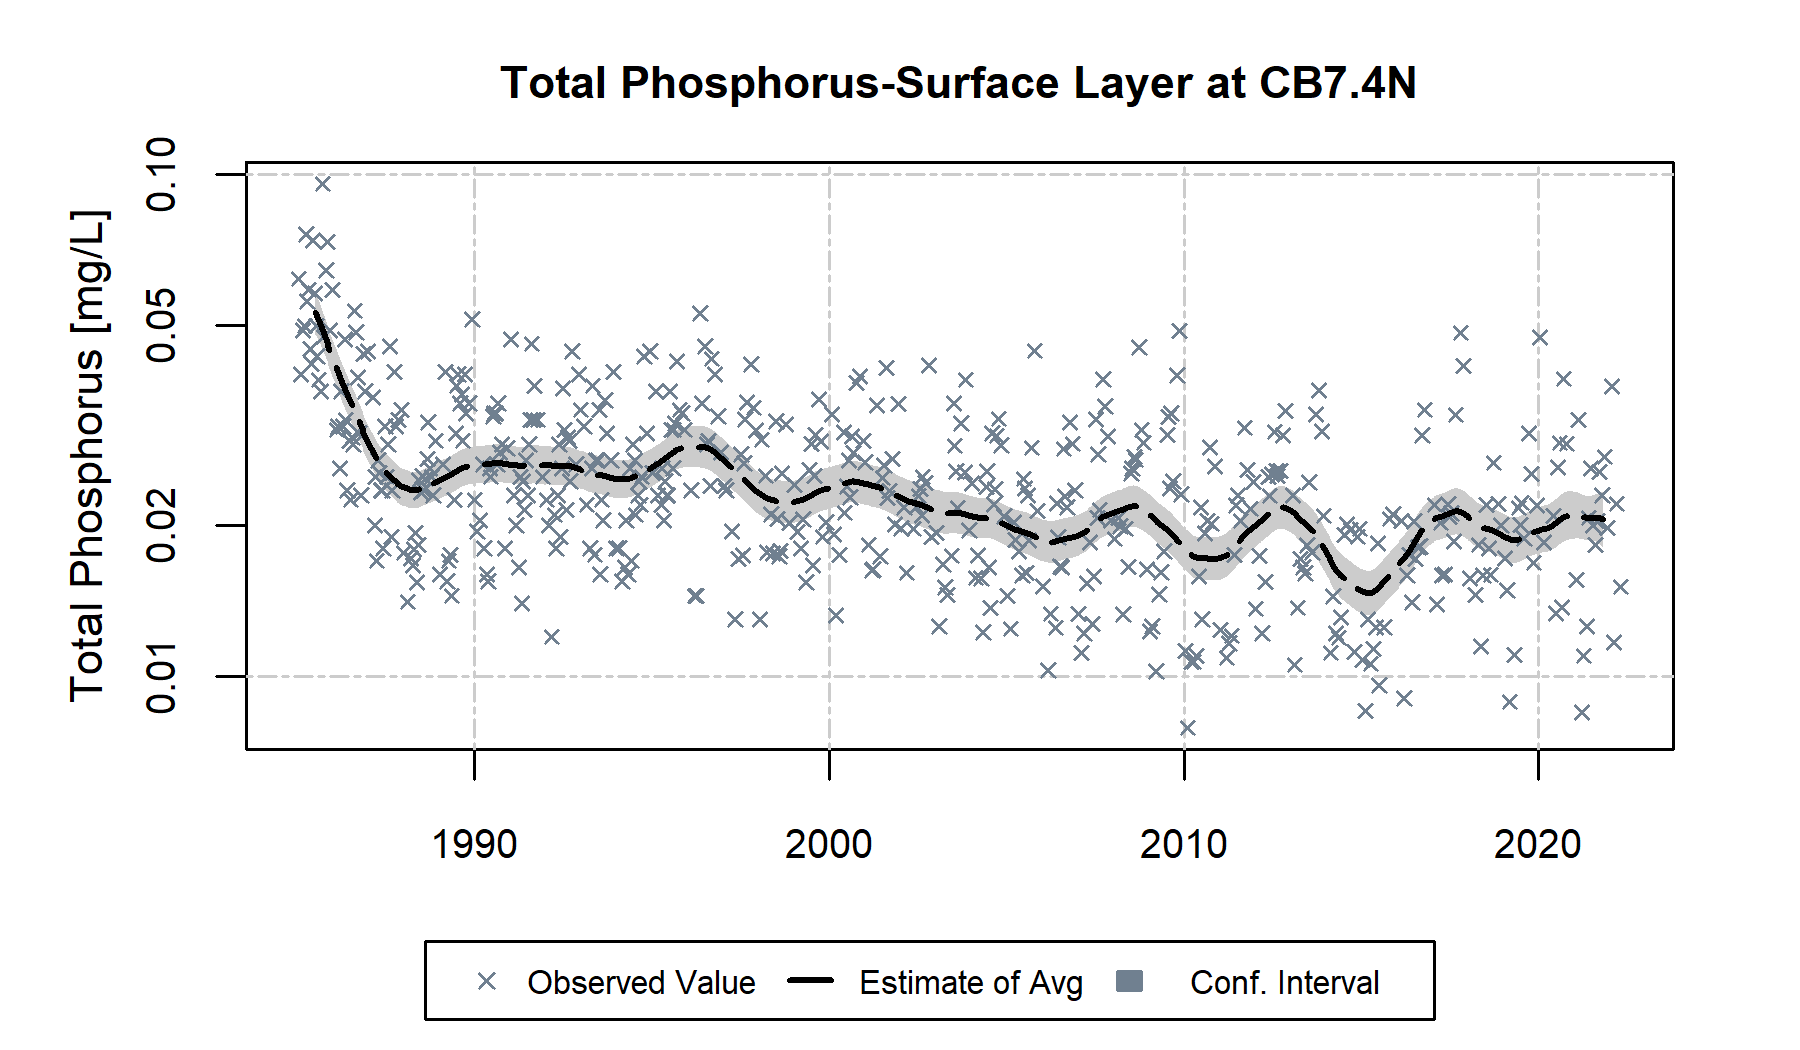 Total Phosphorus-Surface Layer at CB7.4N
Total Phosphorus [mg/L]
0.10
0.05
0.02
0.01
1990
2000
2010
2020
Observed Value
Estimate of Avg
Conf. Interval